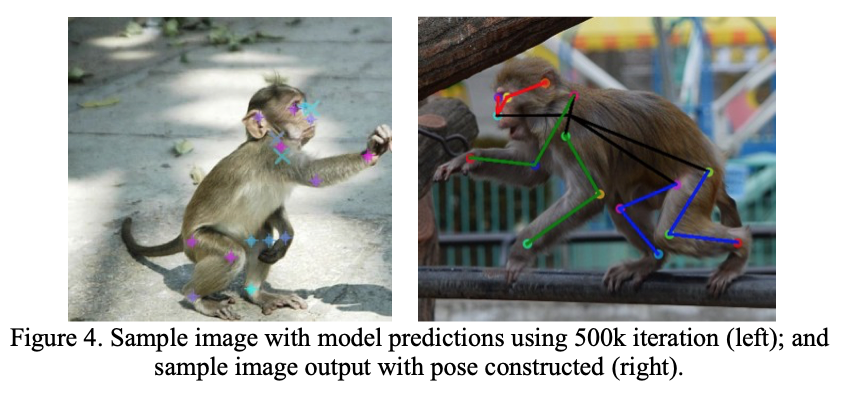 Figure 4. Sample image with model predictions using 500k iteration (left); and
sample image output with pose constructed (right).